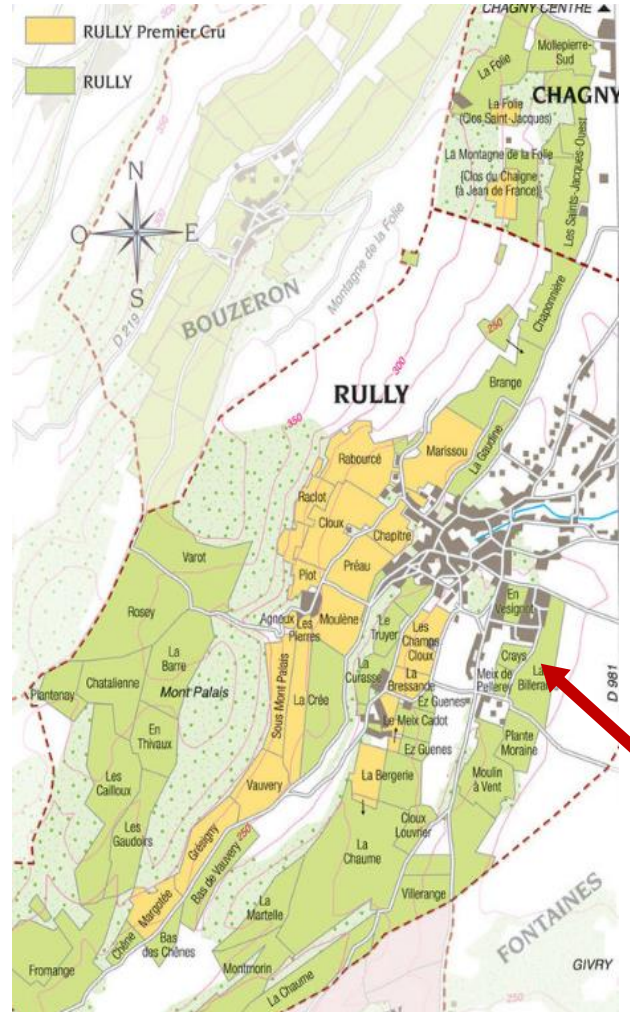 CHAGNY CENTRE ▲
RULLY Premier Cru
RULLY
La Folie
Mollepierre-
Sud
CHAGNY
La Folie
(Clos Saint-Jacques)
La Montagne de la Folie
(Clos du Chaigne
à Jean de France)
Les Saints-Jacques-Ouest
350
300
350
300
N
O
E
S
D 219
BOUZERON
Montagne de la Folie
250
300
350
Chaponnière
Brange
RULLY
Marissou
La Gaudine
Rabourcé
Raclot
Cloux
Chapitre
Préau
Piot
Varot
Rosey
Agneux
Les
Pierres
Moulène
Le
Truyer
Les
Champs
Cloux
En
Vésignot
La
Barre
Mont Palais
Sous Mont Palais
La Crée
La
Curasse
La
Bressande
Crays
Meix de
Pellerey
La
D 981
Plantenay
Chatalienne
Ez Guenes
Le Meix Cadot
Ez Guenes
En
Thivaux
Plante
Moraine
Les
Cailloux
Vauvery
La Bergerie
Moulin
à Vent
Les
Gaudoirs
Grésigny
Bas de Vauvery
250
Cloux
Louvrier
La
Chaume
Margotée
Villerange
La
Martelle
Chêne
Bas
des Chênes
FONTAINES
Fromange
Montmorin
La Chaume
GIVRY
250